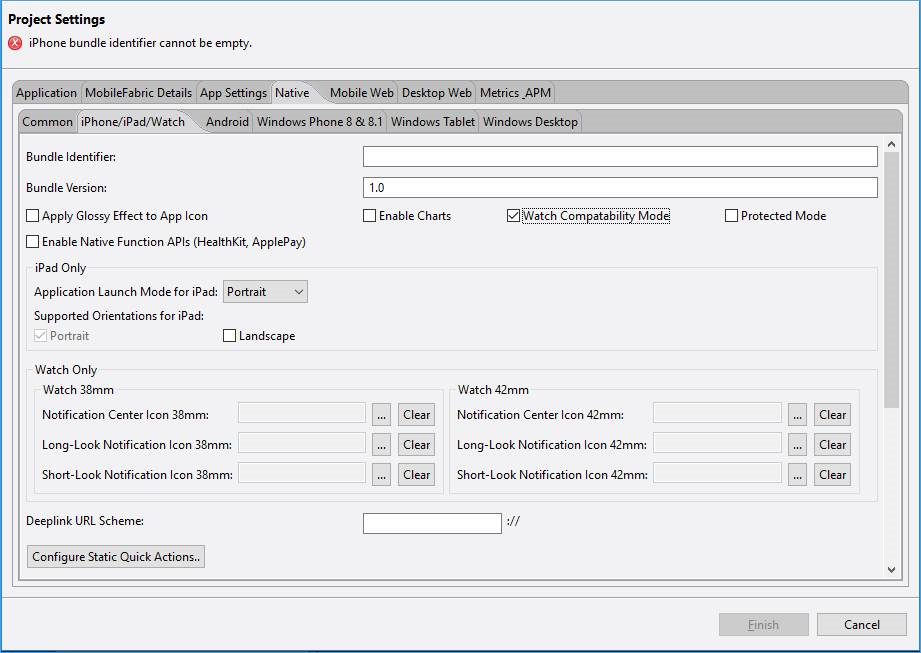 Project Settings
iPhone bundle identifier cannot be empty.
Application MobileFabric Details App Settings Native Mobile Web Desktop Web Metrics_APM
Common iPhone/iPad/Watch Android Windows Phone 8 & 8.1 Windows Tablet Windows Desktop
Bundle Identifier:
Bundle Version: 1.0
Apply Glossy Effect to App Icon Enable Charts Watch Compatability Mode Protected Mode
Enable Native Function APIs (HealthKit, ApplePay)
iPad Only
Application Launch Mode for iPad: Portrait
Supported Orientations for iPad:
Portrait Landscape
Watch Only
Watch 38mm Watch 42mm
Notification Center Icon 38mm: ... Clear Notification Center Icon 42mm: ... Clear
Long-Look Notification Icon 38mm: ... Clear Long-Look Notification Icon 42mm: ... Clear
Short-Look Notification Icon 38mm: ... Clear Short-Look Notification Icon 42mm: ... Clear
Deeplink URL Scheme: ://
Configure Static Quick Actions..
Finish Cancel